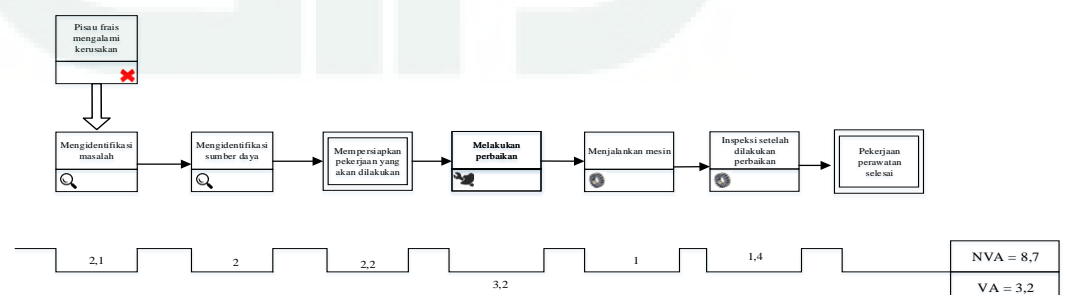 Pisau frais
mengalami
kerusakan
Mengidentifikasi
masalah
Mengidentifikasi
sumber daya
Mempersiapkan
pekerjaan yang
akan dilakukan
Melakukan
perbaikan
Menjalankan mesin
Inspeksi setelah
dilakukan
perbaikan
Pekerjaan
perawatan
selesai
2,1
2
2,2
3,2
1
1,4
NVA = 8,7
VA = 3,2